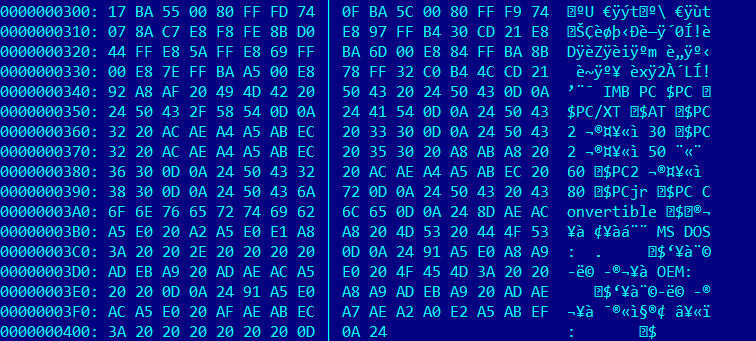 0000000300: 17 BA 55 00 80 FF FD 74 │ 0F BA 5C 00 80 FF F9 74 �ºU €ÿýt�º\ €ÿùt
0000000310: 07 8A C7 E8 F8 FE 8B D0 │ E8 97 FF B4 30 CD 21 E8 �ŠÇèøþ‹Ðè—ÿ´0Í!è
0000000320: 44 FF E8 5A FF E8 69 FF │ BA 6D 00 E8 84 FF BA 8B DÿèZÿèiÿºm è„ÿº‹
0000000330: 00 E8 7E FF BA A5 00 E8 │ 78 FF 32 C0 B4 4C CD 21 è~ÿº¥ èxÿ2À´LÍ!
0000000340: 92 A8 AF 20 49 4D 42 20 │ 50 43 20 24 50 43 0D 0A ’¨¯ IMB PC $PC �
0000000350: 24 50 43 2F 58 54 0D 0A │ 24 41 54 0D 0A 24 50 43 $PC/XT �$AT �$PC
0000000360: 32 20 AC AE A4 A5 AB EC │ 20 33 30 0D 0A 24 50 43 2 ¬®¤¥«ì 30 �$PC
0000000370: 32 20 AC AE A4 A5 AB EC │ 20 35 30 20 A8 AB A8 20 2 ¬®¤¥«ì 50 ¨«¨
0000000380: 36 30 0D 0A 24 50 43 32 │ 20 AC AE A4 A5 AB EC 20 60 �$PC2 ¬®¤¥«ì
0000000390: 38 30 0D 0A 24 50 43 6A │ 72 0D 0A 24 50 43 20 43 80 �$PCjr �$PC C
00000003A0: 6F 6E 76 65 72 74 69 62 │ 6C 65 0D 0A 24 8D AE AC onvertible �$�®¬
00000003B0: A5 E0 20 A2 A5 E0 E1 A8 │ A8 20 4D 53 20 44 4F 53 ¥à ¢¥àá¨¨ MS DOS
00000003C0: 3A 20 20 2E 20 20 20 20 │ 0D 0A 24 91 A5 E0 A8 A9 :  .     �$‘¥à¨©
00000003D0: AD EB A9 20 AD AE AC A5 │ E0 20 4F 45 4D 3A 20 20 -ë© -®¬¥à OEM:
00000003E0: 20 20 0D 0A 24 91 A5 E0 │ A8 A9 AD EB A9 20 AD AE �$‘¥à¨©-ë© -®
00000003F0: AC A5 E0 20 AF AE AB EC │ A7 AE A2 A0 E2 A5 AB EF ¬¥à ¯®«ì§®¢ â¥«ï
0000000400: 3A 20 20 20 20 20 20 0D │ 0A 24 :       �$